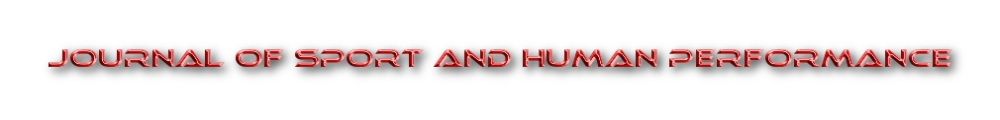 JOURNAL OF SPORT AND HUMAN PERFORMANCE